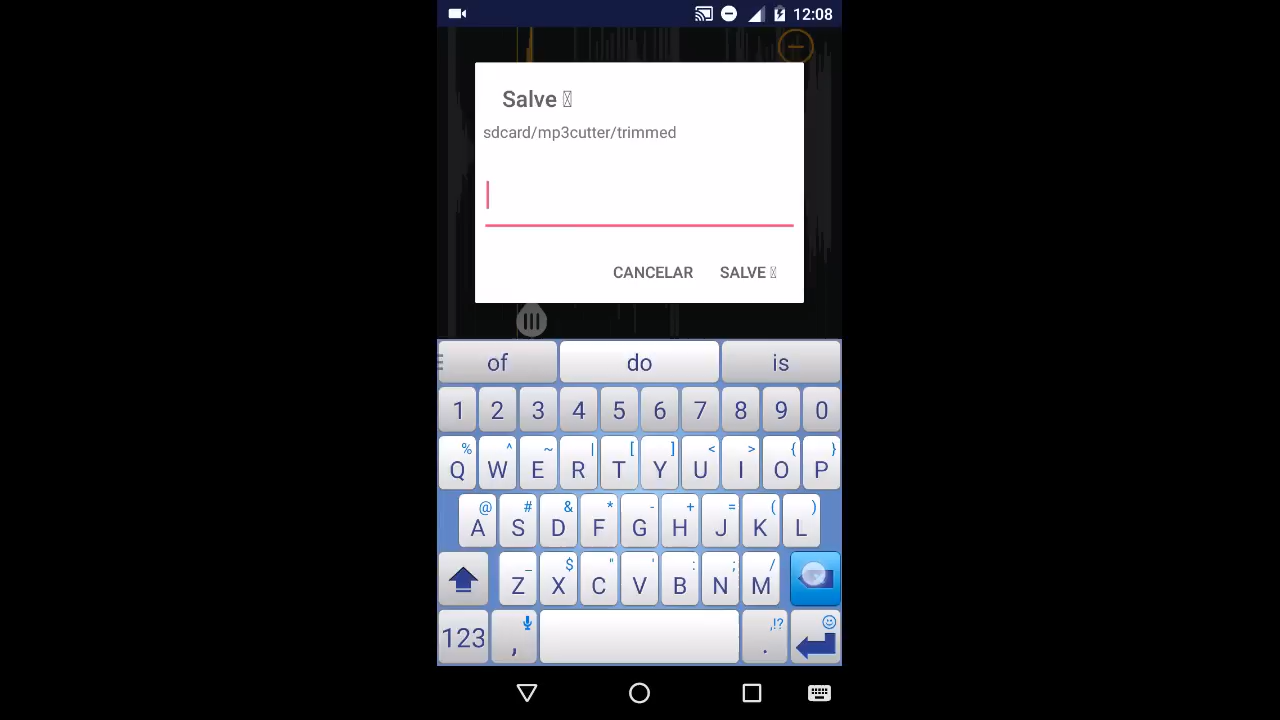 12:08
Salve
sdcard/mp3cutter/trimmed
CANCELAR SALVE
of do is
1 2 3 4 5 6 7 8 9 0
% ^ ~ | [ ] < > { }
Q W E R T Y U I O P
@ # & * - + = ( )
A S D F G H J K L
_ $ " ' : ; /
Z X C V B N M
,!?
123 , .